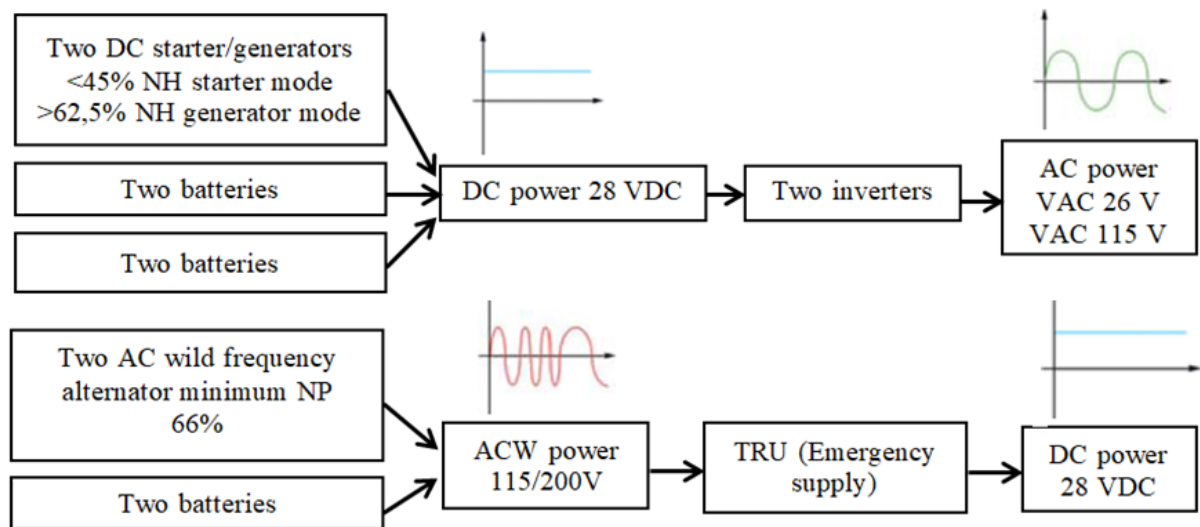 Two DC starter/generators
<45% NH starter mode
>62,5% NH generator mode
Two batteries
Two batteries
DC power 28 VDC
Two inverters
AC power
VAC 26 V
VAC 115 V
Two AC wild frequency
alternator minimum NP
66%
Two batteries
ACW power
115/200V
TRU (Emergency
supply)
DC power
28 VDC